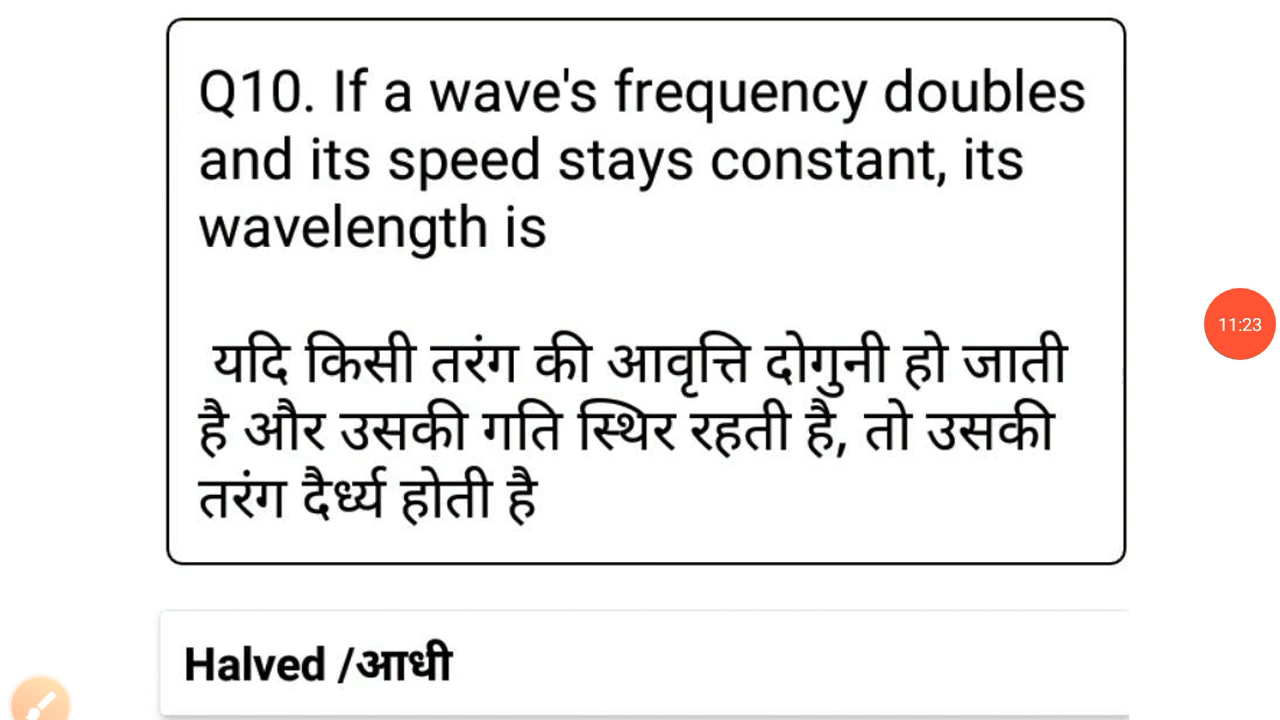 Q10. If a wave's frequency doubles
and its speed stays constant, its
wavelength is
यदि किसी तरंग की आवृत्ति दोगुनी हो जाती
है और उसकी गति स्थिर रहती है, तो उसकी
तरंग दैर्ध्य होती है
11:23
Halved /आधी